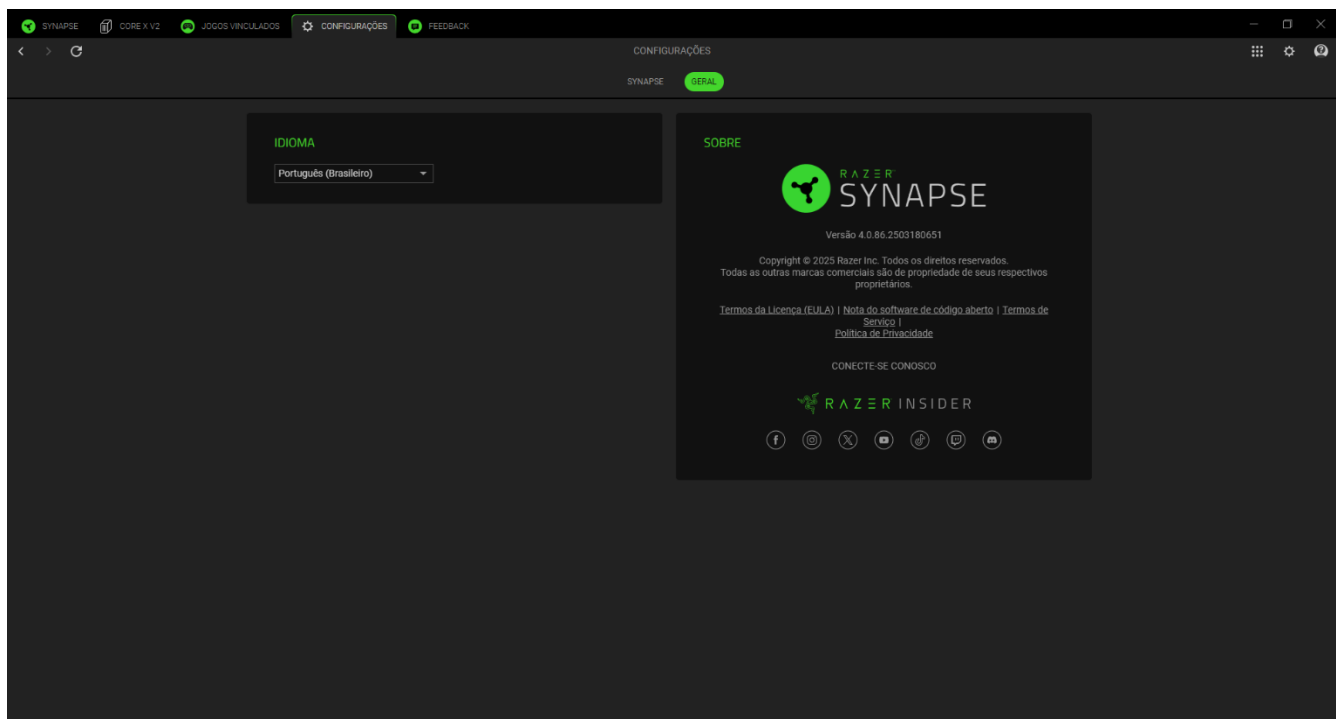 SYNAPSE CORE X V2 JOGOS VINCULADOS CONFIGURAÇÕES FEEDBACK
CONFIGURAÇÕES
SYNAPSE GERAL
IDIOMA
Português (Brasileiro)
SOBRE
RAZER
SYNAPSE
Versão 4.0.86.2503180651
Copyright © 2025 Razer Inc. Todos os direitos reservados.
Todas as outras marcas comerciais são de propriedade de seus respectivos
proprietários.
Termos da Licença (EULA) | Nota do software de código aberto | Termos de
Serviço |
Política de Privacidade
CONECTE-SE CONOSCO
RAZER INSIDER